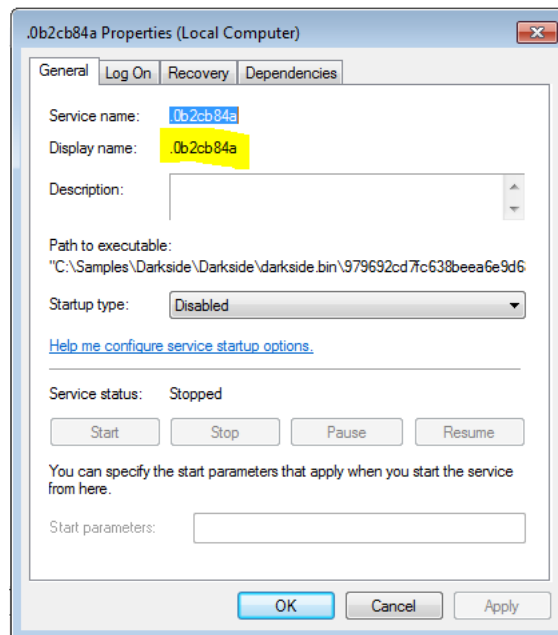 .0b2cb84a Properties (Local Computer)
General Log On Recovery Dependencies
Service name: .0b2cb84a
Display name: .0b2cb84a
Description:
Path to executable:
"C:\Samples\Darkside\Darkside\darkside.bin\979692cd7fc638beea6e9d6
Startup type: Disabled
Help me configure service startup options.
Service status: Stopped
Start Stop Pause Resume
You can specify the start parameters that apply when you start the service
from here.
Start parameters:
OK Cancel Apply